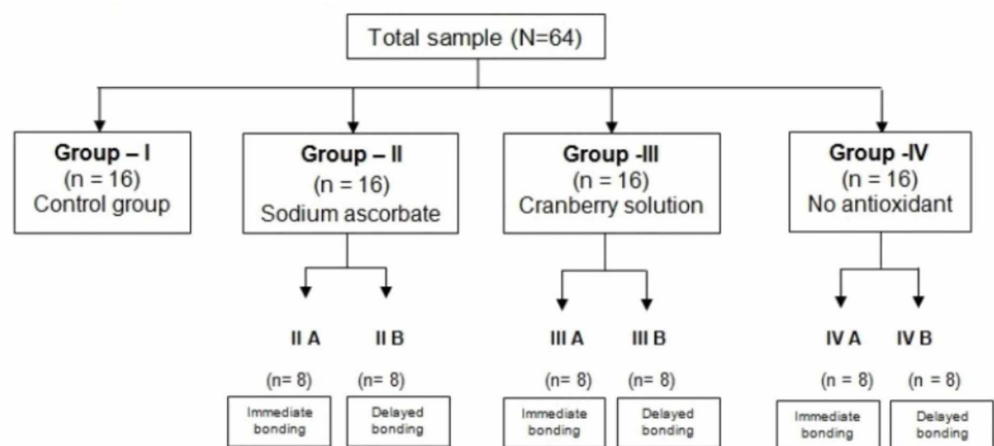 Total sample (N=64)
Group – I
(n = 16)
Control group
Group – II
(n = 16)
Sodium ascorbate
Group -III
(n = 16)
Cranberry solution
Group -IV
(n = 16)
No antioxidant
II A
II B
III A
III B
IV A
IV B
(n= 8)
(n= 8)
(n= 8)
(n= 8)
(n = 8)
(n = 8)
Immediate
bonding
Delayed
bonding
Immediate
bonding
Delayed
bonding
Immediate
bonding
Delayed
bonding